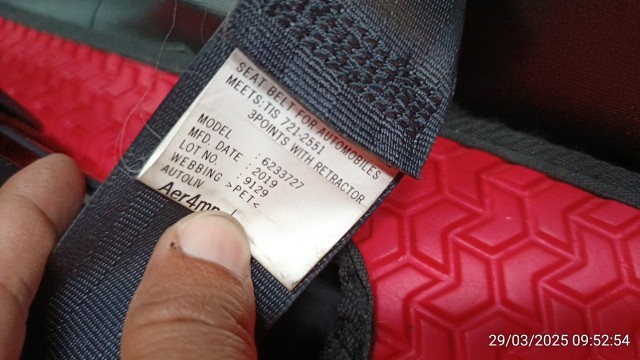 SEAT BELT FOR AUTOMOBILES
MEETS:TIS 721-2551
3POINTS WITH RETRACTOR.
MODEL : 6233727
MFD. DATE : 2019
LOT NO. : 9129
WEBBING >PET<
AUTOLIV
29/03/2025 09:52:54